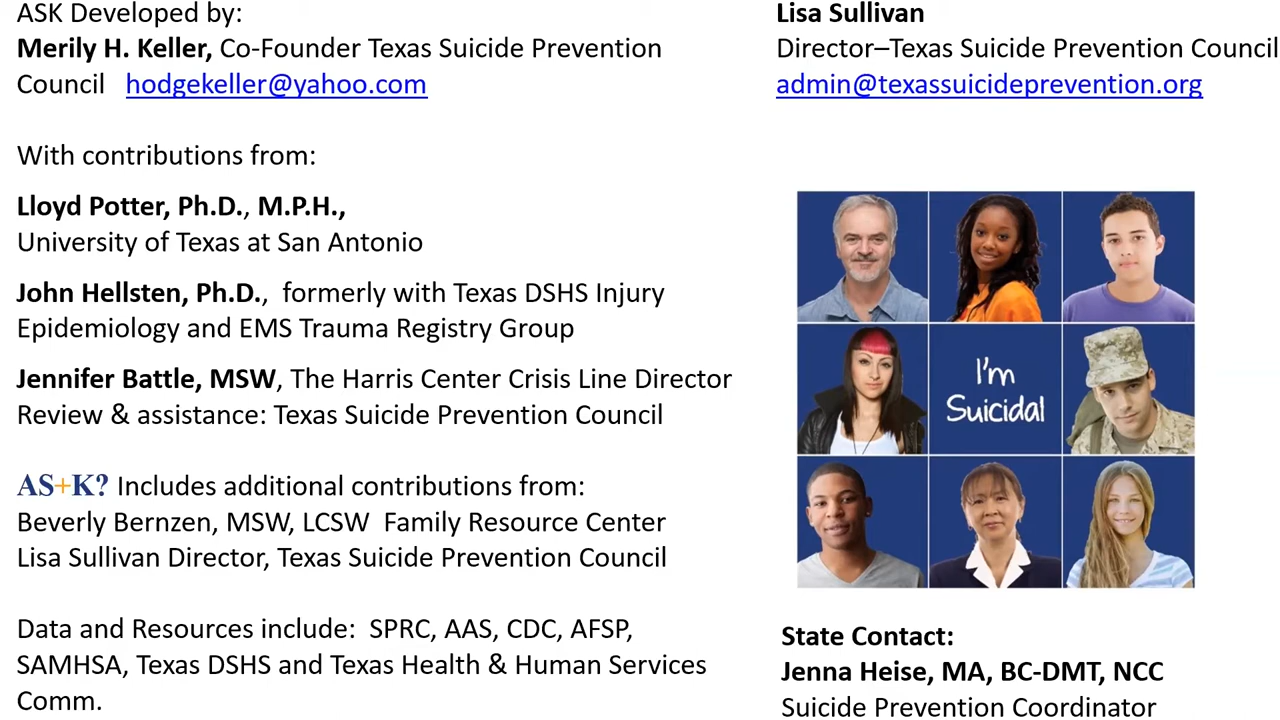 ASK Developed by:
Merily H. Keller, Co-Founder Texas Suicide Prevention
Council hodgekeller@yahoo.com
With contributions from:
Lloyd Potter, Ph.D., M.P.H.,
University of Texas at San Antonio
John Hellsten, Ph.D., formerly with Texas DSHS Injury
Epidemiology and EMS Trauma Registry Group
Jennifer Battle, MSW, The Harris Center Crisis Line Director
Review & assistance: Texas Suicide Prevention Council
AS+K? Includes additional contributions from:
Beverly Bernzen, MSW, LCSW Family Resource Center
Lisa Sullivan Director, Texas Suicide Prevention Council
Data and Resources include: SPRC, AAS, CDC, AFSP,
SAMHSA, Texas DSHS and Texas Health & Human Services
Comm.
Lisa Sullivan
Director–Texas Suicide Prevention Council
admin@texassuicideprevention.org
I'm
Suicidal
State Contact:
Jenna Heise, MA, BC-DMT, NCC
Suicide Prevention Coordinator